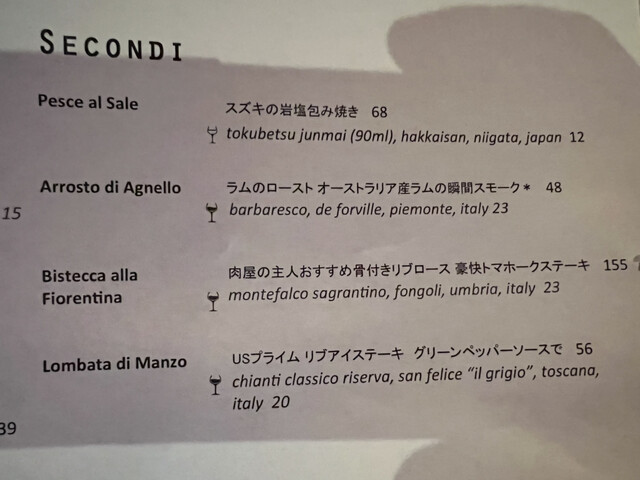 SECONDI
Pesce al Sale
スズキの岩塩包み焼き 68
tokubetsu junmai (90ml), hakkaisan, niigata, japan 12
Arrosto di Agnello
ラムのロースト オーストラリア産ラムの瞬間スモーク* 48
15
barbaresco, de forville, piemonte, italy 23
Bistecca alla
Fiorentina
肉屋の主人おすすめ骨付きリブロース 豪快トマホークステーキ 155
montefalco sagrantino, fongoli, umbria, italy 23
Lombata di Manzo
USプライム リブアイステーキ グリーンペッパーソースで 56
chianti classico riserva, san felice “il grigio”, toscana,
italy 20
39